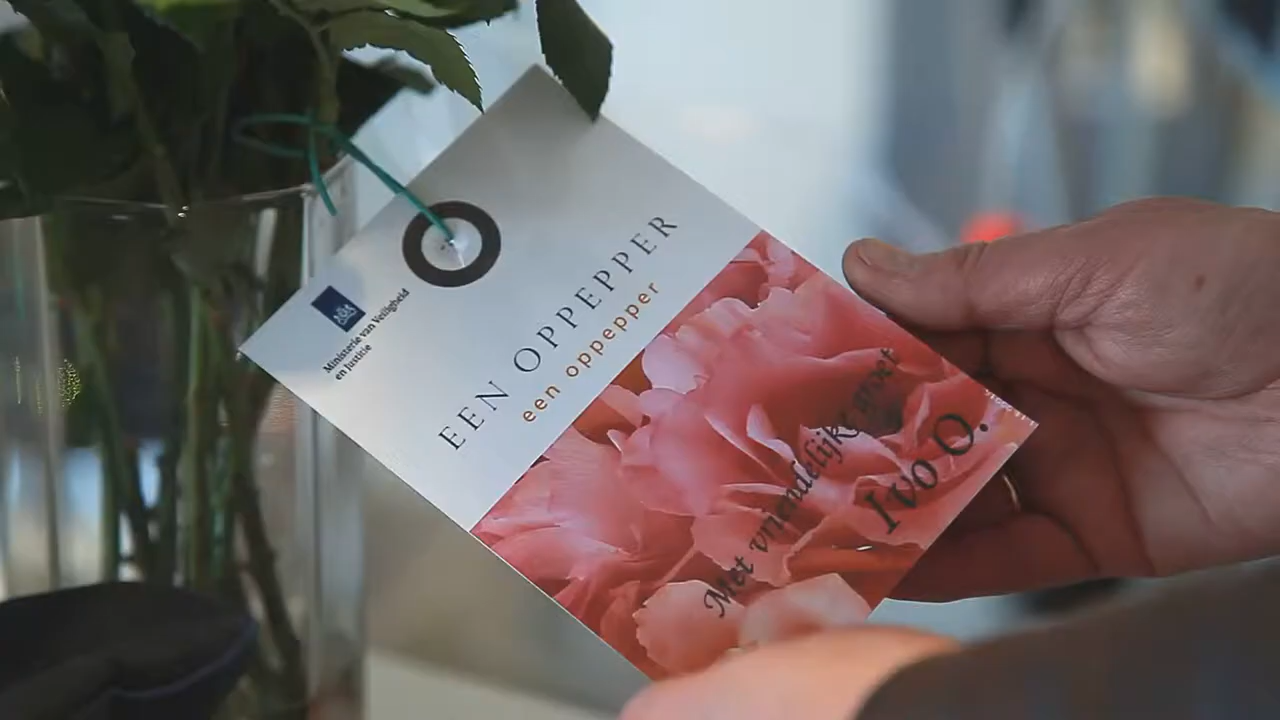 Ministerie van Veiligheid
en Justitie
EEN OPPEPPER
een oppepper
Met vriendelijke groet
Ivo O.